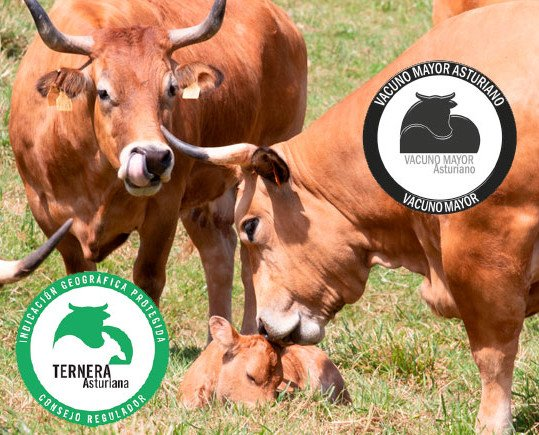 VACUNO MAYOR ASTURIANO
VACUNO MAYOR
Asturiano
VACUNO MAYOR
INDICACIÓN GEOGRÁFICA PROTEGIDA
TERNERA
Asturiana
CONSEJO REGULADOR